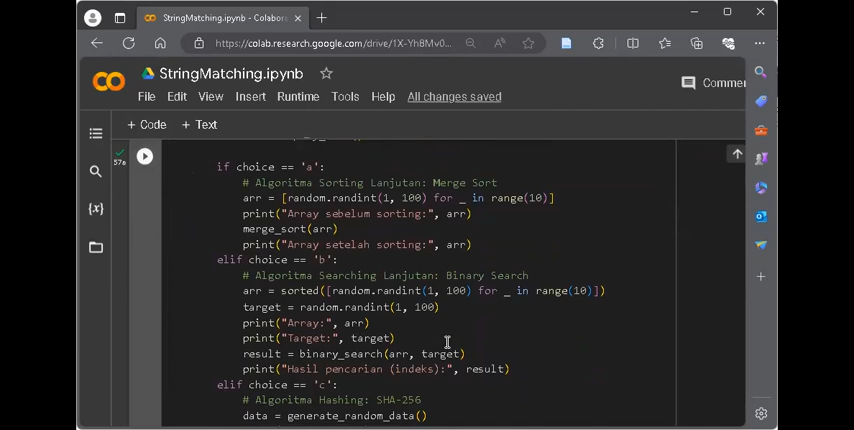 StringMatching.ipynb - Colabora
https://colab.research.google.com/drive/1X-Yh8Mv0...
StringMatching.ipynb
File Edit View Insert Runtime Tools Help All changes saved
Commen
+ Code + Text
57s
if choice == 'a':
# Algoritma Sorting Lanjutan: Merge Sort
arr = [random.randint(1, 100) for _ in range(10)]
print("Array sebelum sorting:", arr)
merge_sort(arr)
print("Array setelah sorting:", arr)
elif choice == 'b':
# Algoritma Searching Lanjutan: Binary Search
arr = sorted([random.randint(1, 100) for _ in range(10)])
target = random.randint(1, 100)
print("Array:", arr)
print("Target:", target)
result = binary_search(arr, target)
print("Hasil pencarian (indeks):", result)
elif choice == 'c':
# Algoritma Hashing: SHA-256
data = generate_random_data()